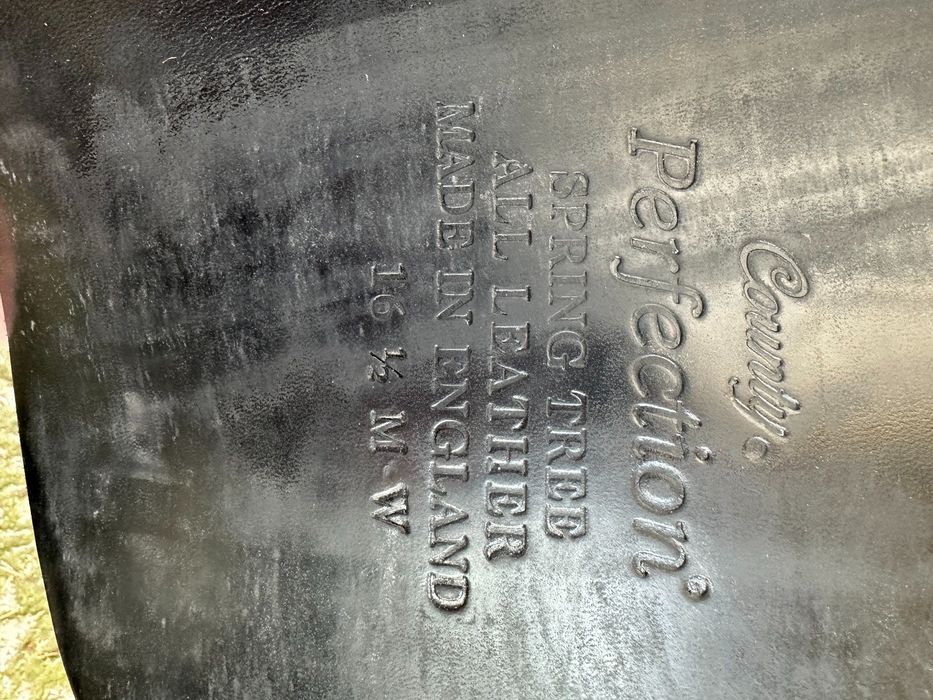 County®
Perfection®
SPRING TREE
ALL LEATHER
MADE IN ENGLAND
16 ½ M-W